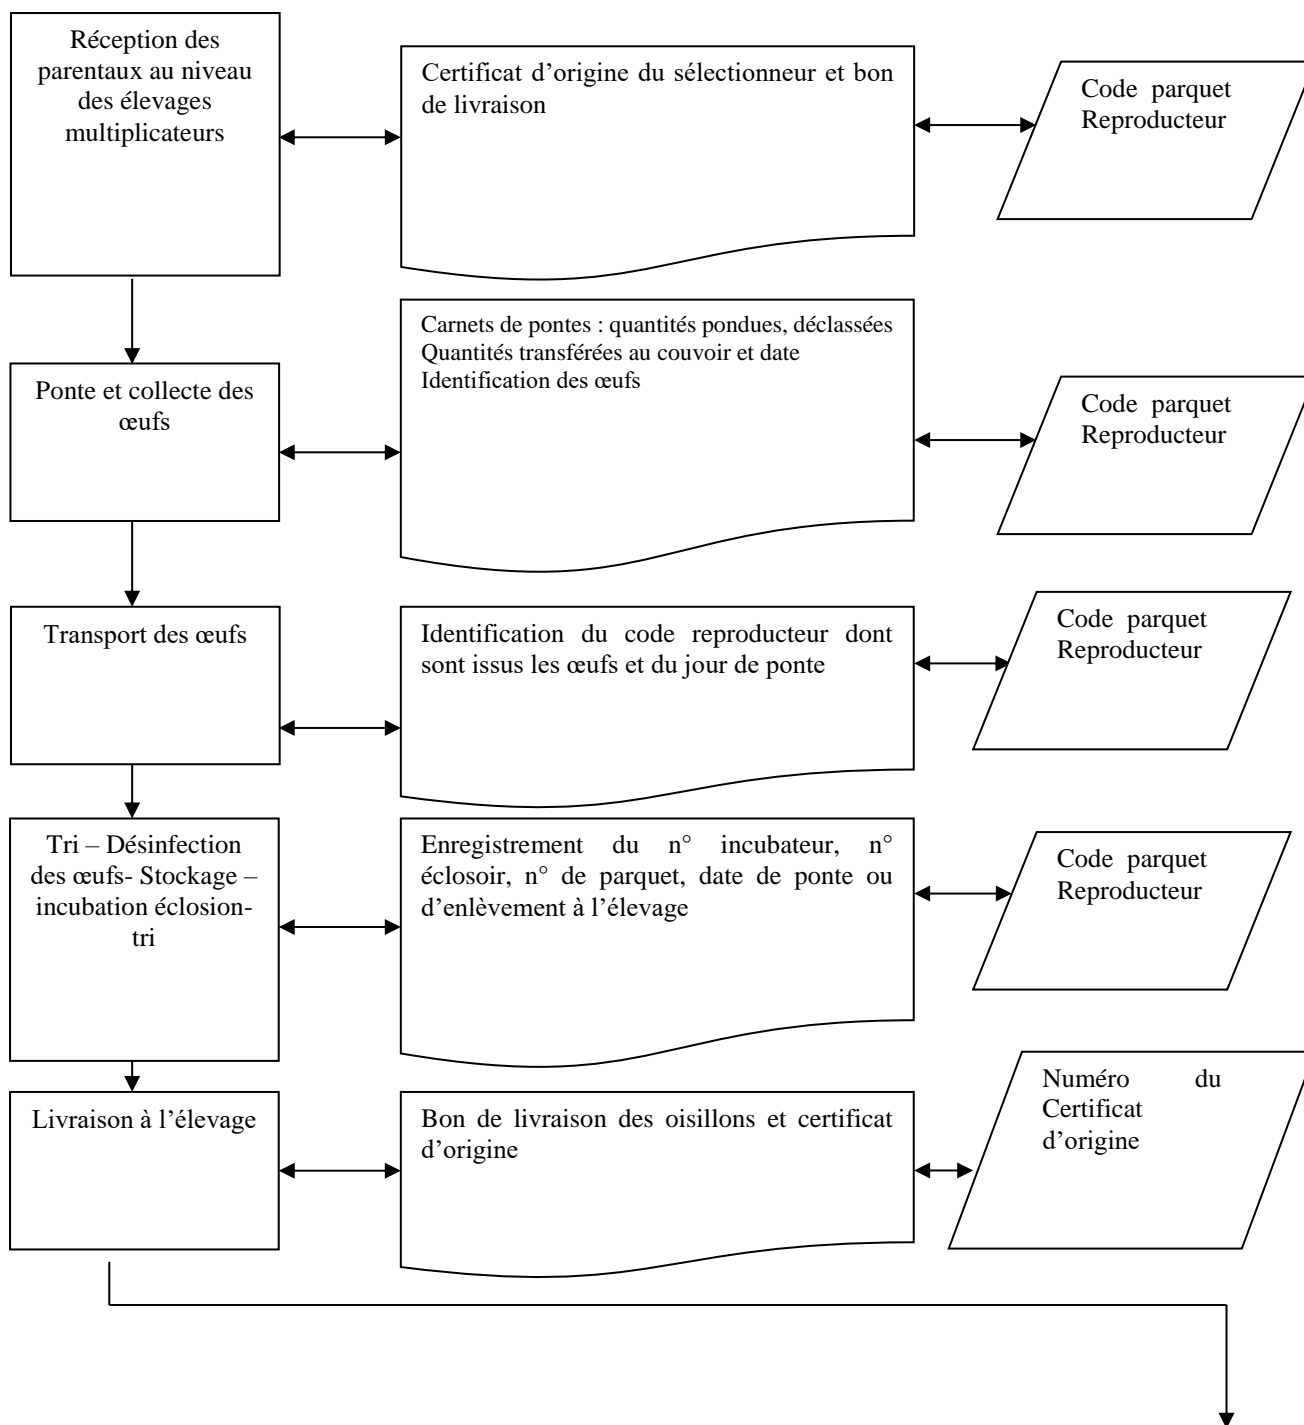 Réception des
parentaux au niveau
des élevages
multiplicateurs
Certificat d’origine du sélectionneur et bon
de livraison
Code parquet
Reproducteur
Ponte et collecte des
œufs
Carnets de pontes : quantités pondues, déclassées
Quantités transférées au couvoir et date
Identification des œufs
Code parquet
Reproducteur
Transport des œufs
Identification du code reproducteur dont
sont issus les œufs et du jour de ponte
Code parquet
Reproducteur
Tri – Désinfection
des œufs- Stockage –
incubation éclosion-
tri
Enregistrement du n° incubateur, n°
éclosoir, n° de parquet, date de ponte ou
d’enlèvement à l’élevage
Code parquet
Reproducteur
Livraison à l’élevage
Bon de livraison des oisillons et certificat
d’origine
Numéro du
Certificat
d’origine